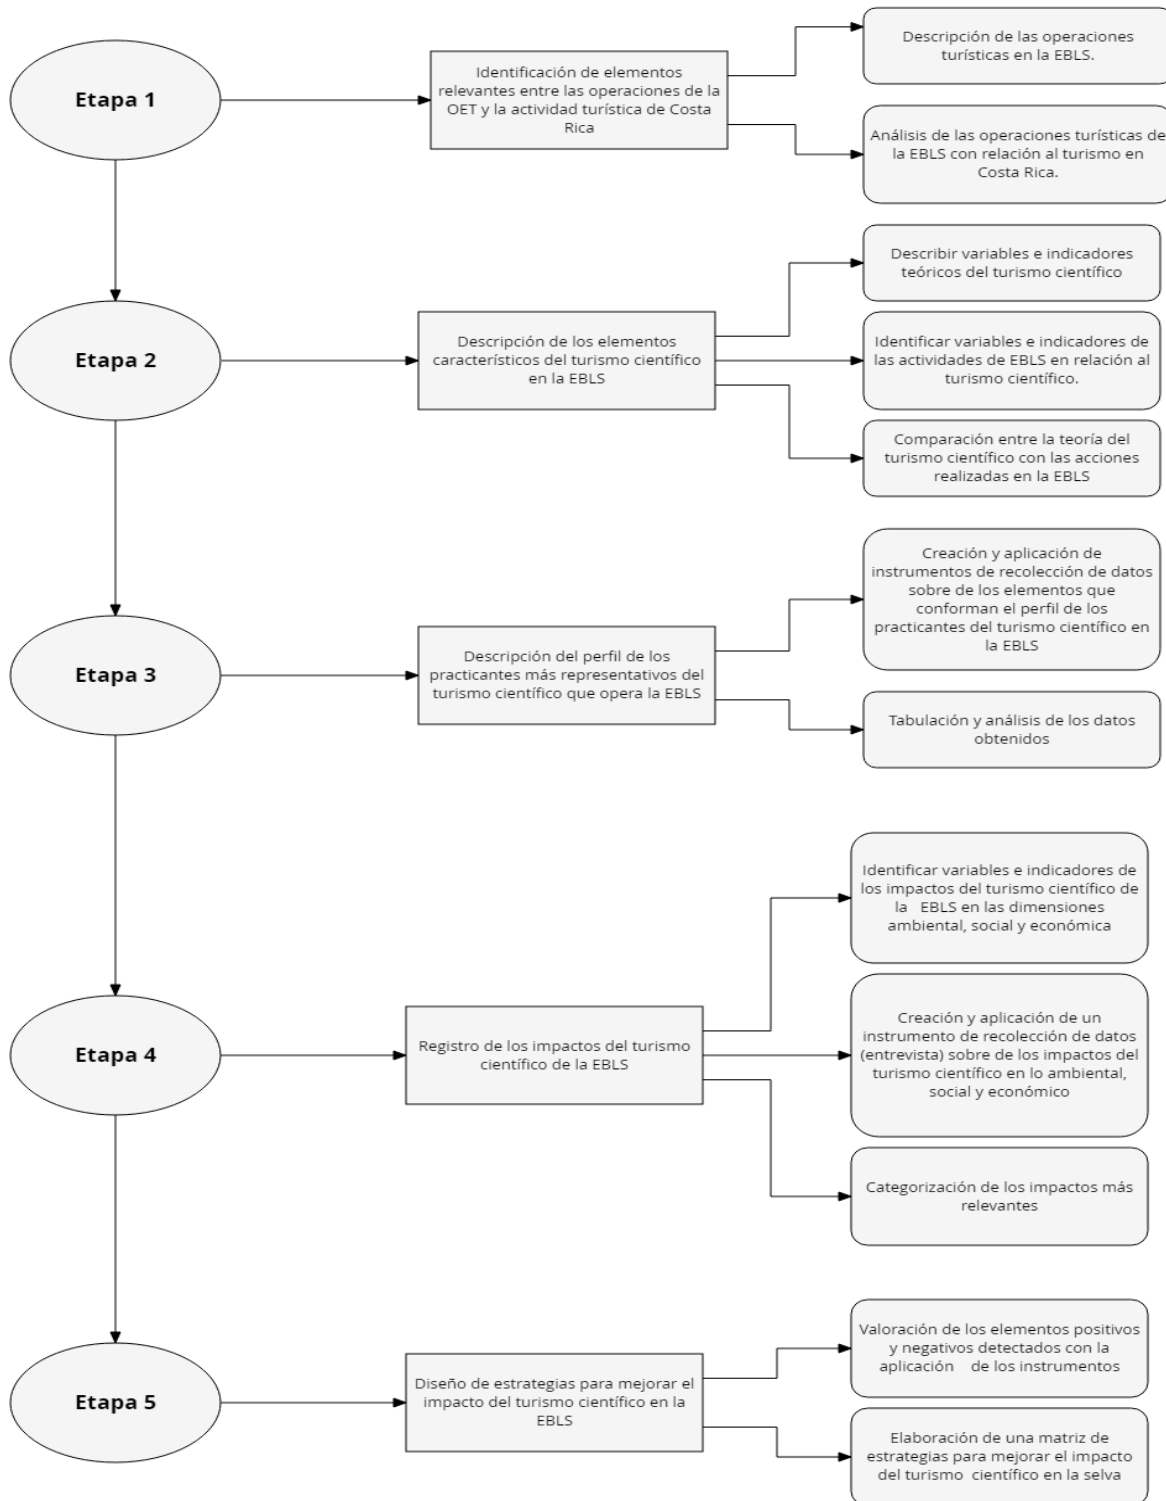 Etapa 1
Identificación de elementos
relevantes entre las operaciones de la
OET y la actividad turística de Costa
Rica
Descripción de las operaciones
turísticas en la EBLS.
Análisis de las operaciones turísticas de
la EBLS con relación al turismo en
Costa Rica.
Etapa 2
Descripción de los elementos
característicos del turismo científico
en la EBLS
Describir variables e indicadores
teóricos del turismo científico
Identificar variables e indicadores de
las actividades de EBLS en relación al
turismo científico.
Comparación entre la teoría del
turismo científico con las acciones
realizadas en la EBLS
Etapa 3
Descripción del perfil de los
practicantes más representativos del
turismo científico que opera la EBLS
Creación y aplicación de
instrumentos de recolección de datos
sobre de los elementos que
conforman el perfil de los
practicantes del turismo científico en
la EBLS
Tabulación y análisis de los datos
obtenidos
Etapa 4
Registro de los impactos del turismo
científico de la EBLS
Identificar variables e indicadores de
los impactos del turismo científico de
la EBLS en las dimensiones
ambiental, social y económica
Creación y aplicación de un
instrumento de recolección de datos
(entrevista) sobre de los impactos del
turismo científico en lo ambiental,
social y económico
Categorización de los impactos más
relevantes
Etapa 5
Diseño de estrategias para mejorar el
impacto del turismo científico en la
EBLS
Valoración de los elementos positivos
y negativos detectados con la
aplicación de los instrumentos
Elaboración de una matriz de
estrategias para mejorar el impacto
del turismo científico en la selva